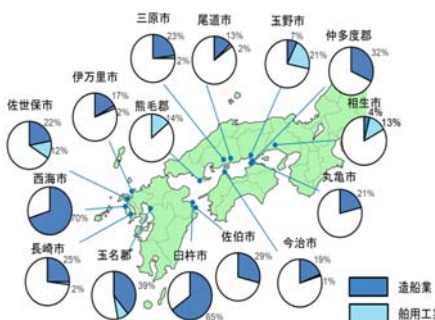 三原市
23%
2%
尾道市
13%
2%
玉野市
7%
21%
仲多度郡
32%
伊万里市
17%
2%
熊毛郡
14%
相生市
4%
13%
佐世保市
22%
12%
西海市
70%
丸亀市
21%
長崎市
25%
2%
玉名郡
39%
臼杵市
65%
佐伯市
29%
今治市
19%
1%
造船業
舶用工業